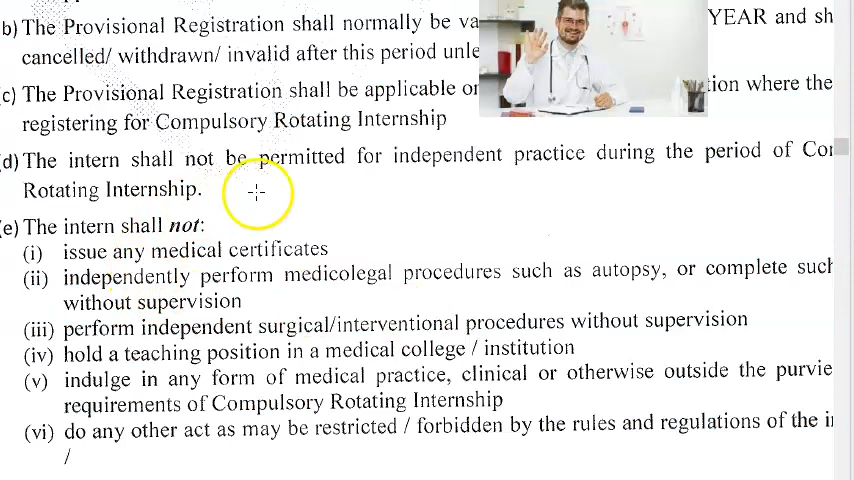 b) The Provisional Registration shall normally be va YEAR and sh
cancelled/ withdrawn/ invalid after this period unle
(c) The Provisional Registration shall be applicable or tion where the
registering for Compulsory Rotating Internship
(d) The intern shall not be permitted for independent practice during the period of Co
Rotating Internship.
(e) The intern shall not:
(i) issue any medical certificates
(ii) independently perform medicolegal procedures such as autopsy, or complete such
without supervision
(iii) perform independent surgical/interventional procedures without supervision
(iv) hold a teaching position in a medical college / institution
(v) indulge in any form of medical practice, clinical or otherwise outside the purvie
requirements of Compulsory Rotating Internship
(vi) do any other act as may be restricted / forbidden by the rules and regulations of the i
/